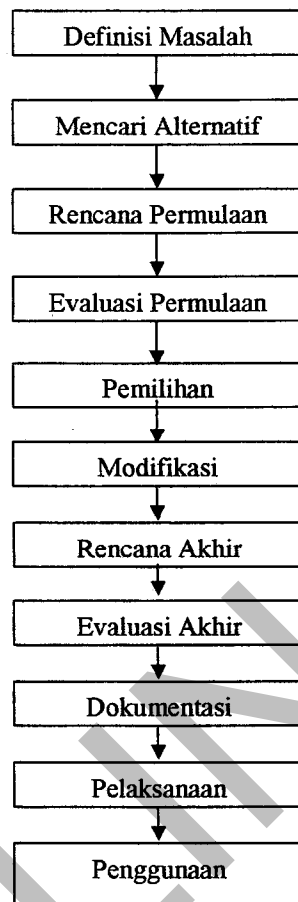 Definisi Masalah
Mencari Alternatif
Rencana Permulaan
Evaluasi Permulaan
Pemilihan
Modifikasi
Rencana Akhir
Evaluasi Akhir
Dokumentasi
Pelaksanaan
Penggunaan